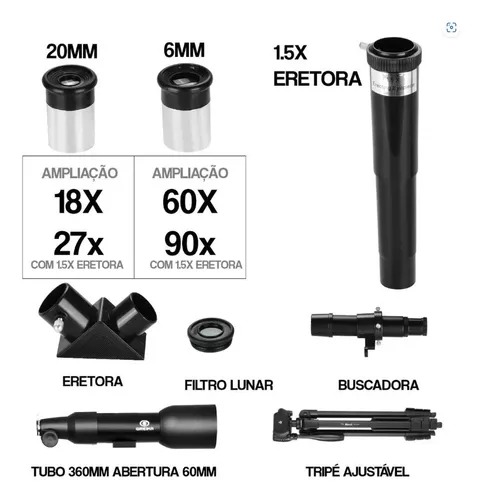 20MM
6MM
1.5X
ERETORA
AMPLIAÇÃO
18X
27x
COM 1.5X ERETORA
AMPLIAÇÃO
60X
90x
COM 1.5X ERETORA
ERETORA
FILTRO LUNAR
BUSCADORA
TUBO 360MM ABERTURA 60MM
TRIPÉ AJUSTÁVEL